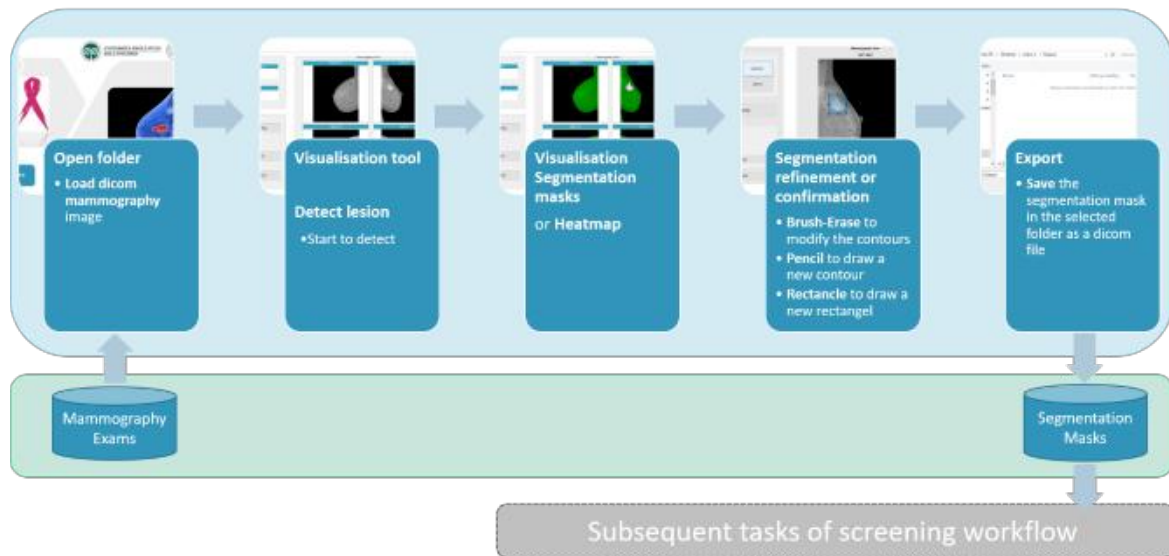 Open folder
• Load dicom
mammography
image
Visualisation tool
Detect lesion
•Start to detect
Visualisation
Segmentation
masks
or Heatmap
Segmentation
refinement or
confirmation
• Brush-Erase to
modify the contours
• Pencil to draw a
new contour
• Rectancle to draw a
new rectangel
Export
• Save the
segmentation mask
in the selected
folder as a dicom
file
Mammography
Exams
Segmentation
Masks
Subsequent tasks of screening workflow